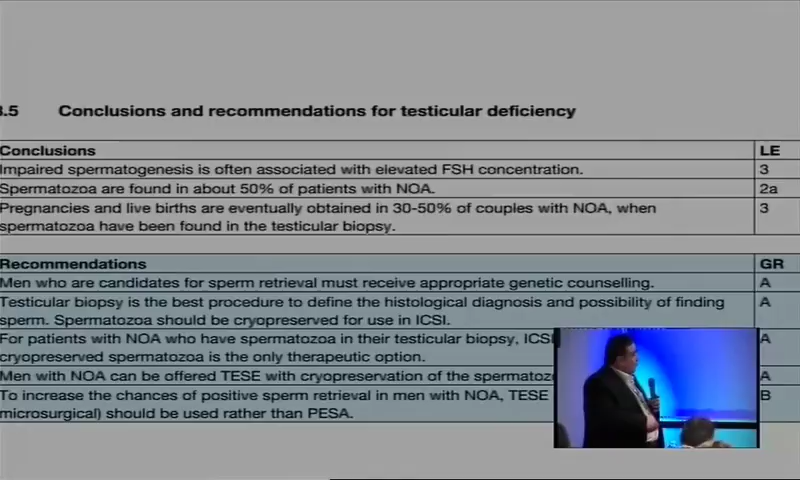 3.5 Conclusions and recommendations for testicular deficiency
Conclusions LE
Impaired spermatogenesis is often associated with elevated FSH concentration. 3
Spermatozoa are found in about 50% of patients with NOA. 2a
Pregnancies and live births are eventually obtained in 30-50% of couples with NOA, when 3
spermatozoa have been found in the testicular biopsy.
Recommendations GR
Men who are candidates for sperm retrieval must receive appropriate genetic counselling. A
Testicular biopsy is the best procedure to define the histological diagnosis and possibility of finding A
sperm. Spermatozoa should be cryopreserved for use in ICSI.
For patients with NOA who have spermatozoa in their testicular biopsy, ICSI A
cryopreserved spermatozoa is the only therapeutic option.
Men with NOA can be offered TESE with cryopreservation of the spermatoz A
To increase the chances of positive sperm retrieval in men with NOA, TESE B
microsurgical) should be used rather than PESA.